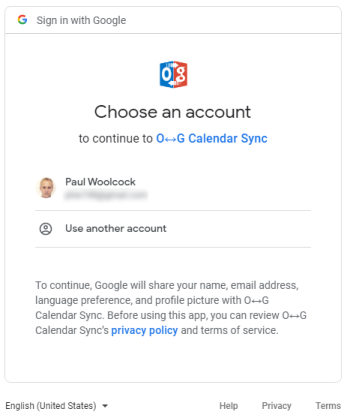 Sign in with Google
Choose an account
to continue to O↔G Calendar Sync
Paul Woolcock
Use another account
To continue, Google will share your name, email address,
language preference, and profile picture with O↔G
Calendar Sync. Before using this app, you can review O↔G
Calendar Sync's privacy policy and terms of service.
English (United States) Help Privacy Terms